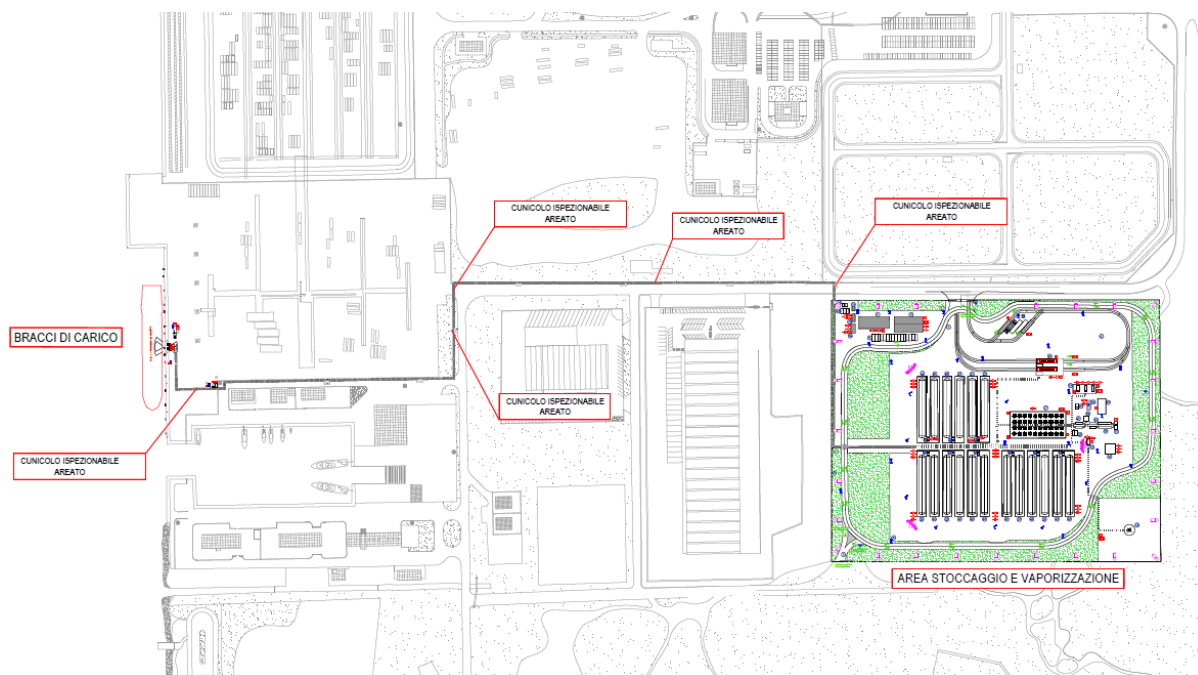 CUNICOLO ISPEZIONABILE
AREATO
CUNICOLO ISPEZIONABILE
AREATO
CUNICOLO ISPEZIONABILE
AREATO
BRACCI DI CARICO
CUNICOLO ISPEZIONABILE
AREATO
CUNICOLO ISPEZIONABILE
AREATO
AREA STOCCAGGIO E VAPORIZZAZIONE